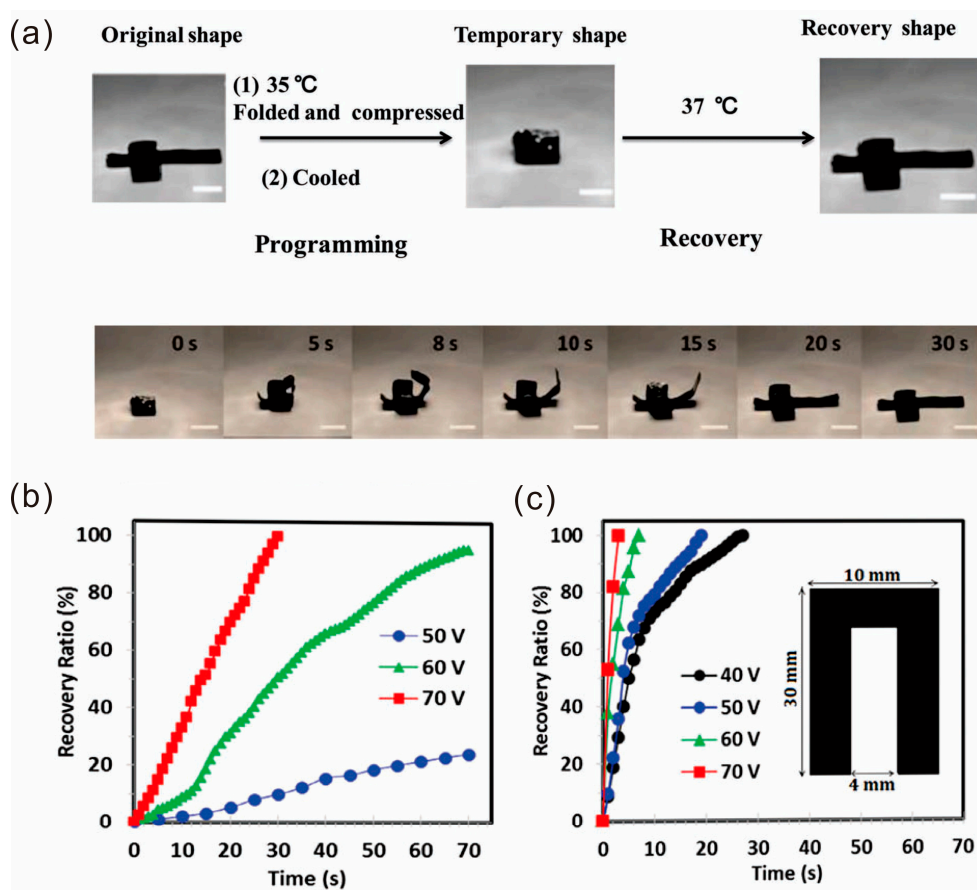 (a)
Original shape
Temporary shape
Recovery shape
(1) 35 ℃
Folded and compressed
(2) Cooled
37 ℃
Programming
Recovery
0 s
5 s
8 s
10 s
15 s
20 s
30 s
(b)
Recovery Ratio (%)
100
80
60
40
20
0
50 V
60 V
70 V
0 10 20 30 40 50 60 70
Time (s)
(c)
Recovery Ratio (%)
100
80
60
40
20
0
40 V
50 V
60 V
70 V
10 mm
30 mm
4 mm
0 10 20 30 40 50 60 70
Time (s)